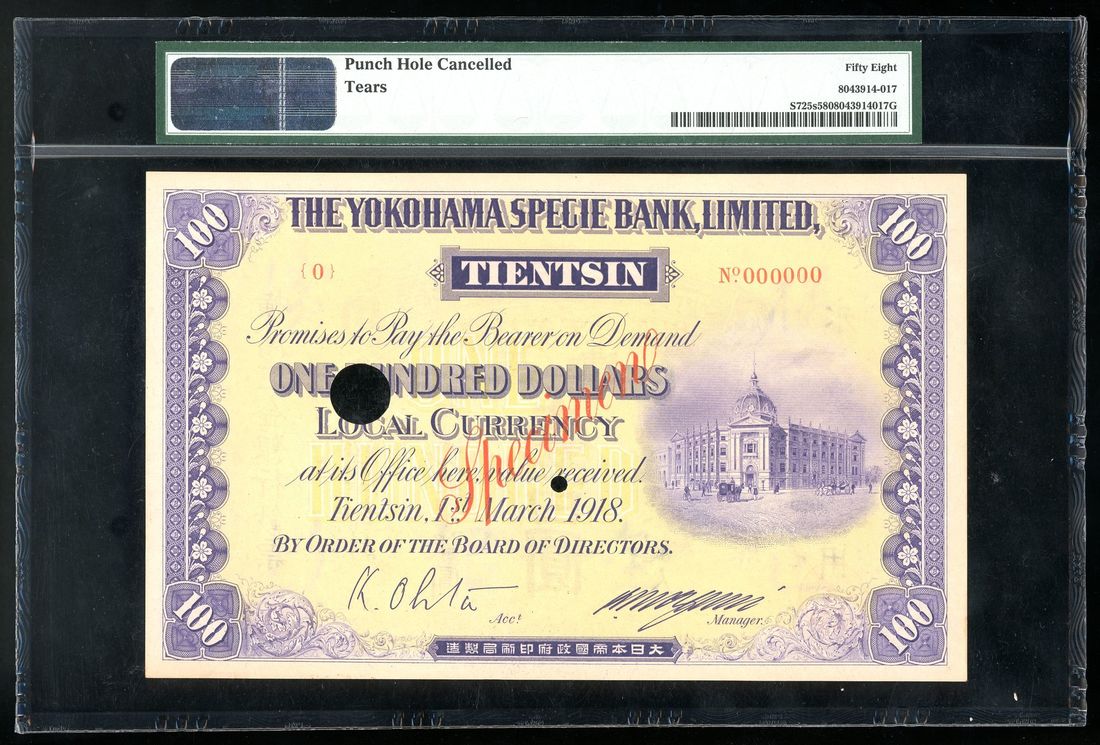 Punch Hole Cancelled
Tears
Fifty Eight
8043914-017
S725s5808043914017G
100
100
THE YOKOHAMA SPECIE BANK, LIMITED,
TIENTSIN
{0}
Nº 000000
Promises to Pay the Bearer on Demand
ONE HUNDRED DOLLARS
LOCAL CURRENCY
at its Office here, value received.
Tientsin, 1st March 1918.
BY ORDER OF THE BOARD OF DIRECTORS.
Specimen
K. Ohta
Acct
Manager.
100
100
大日本帝國政府印刷局製造